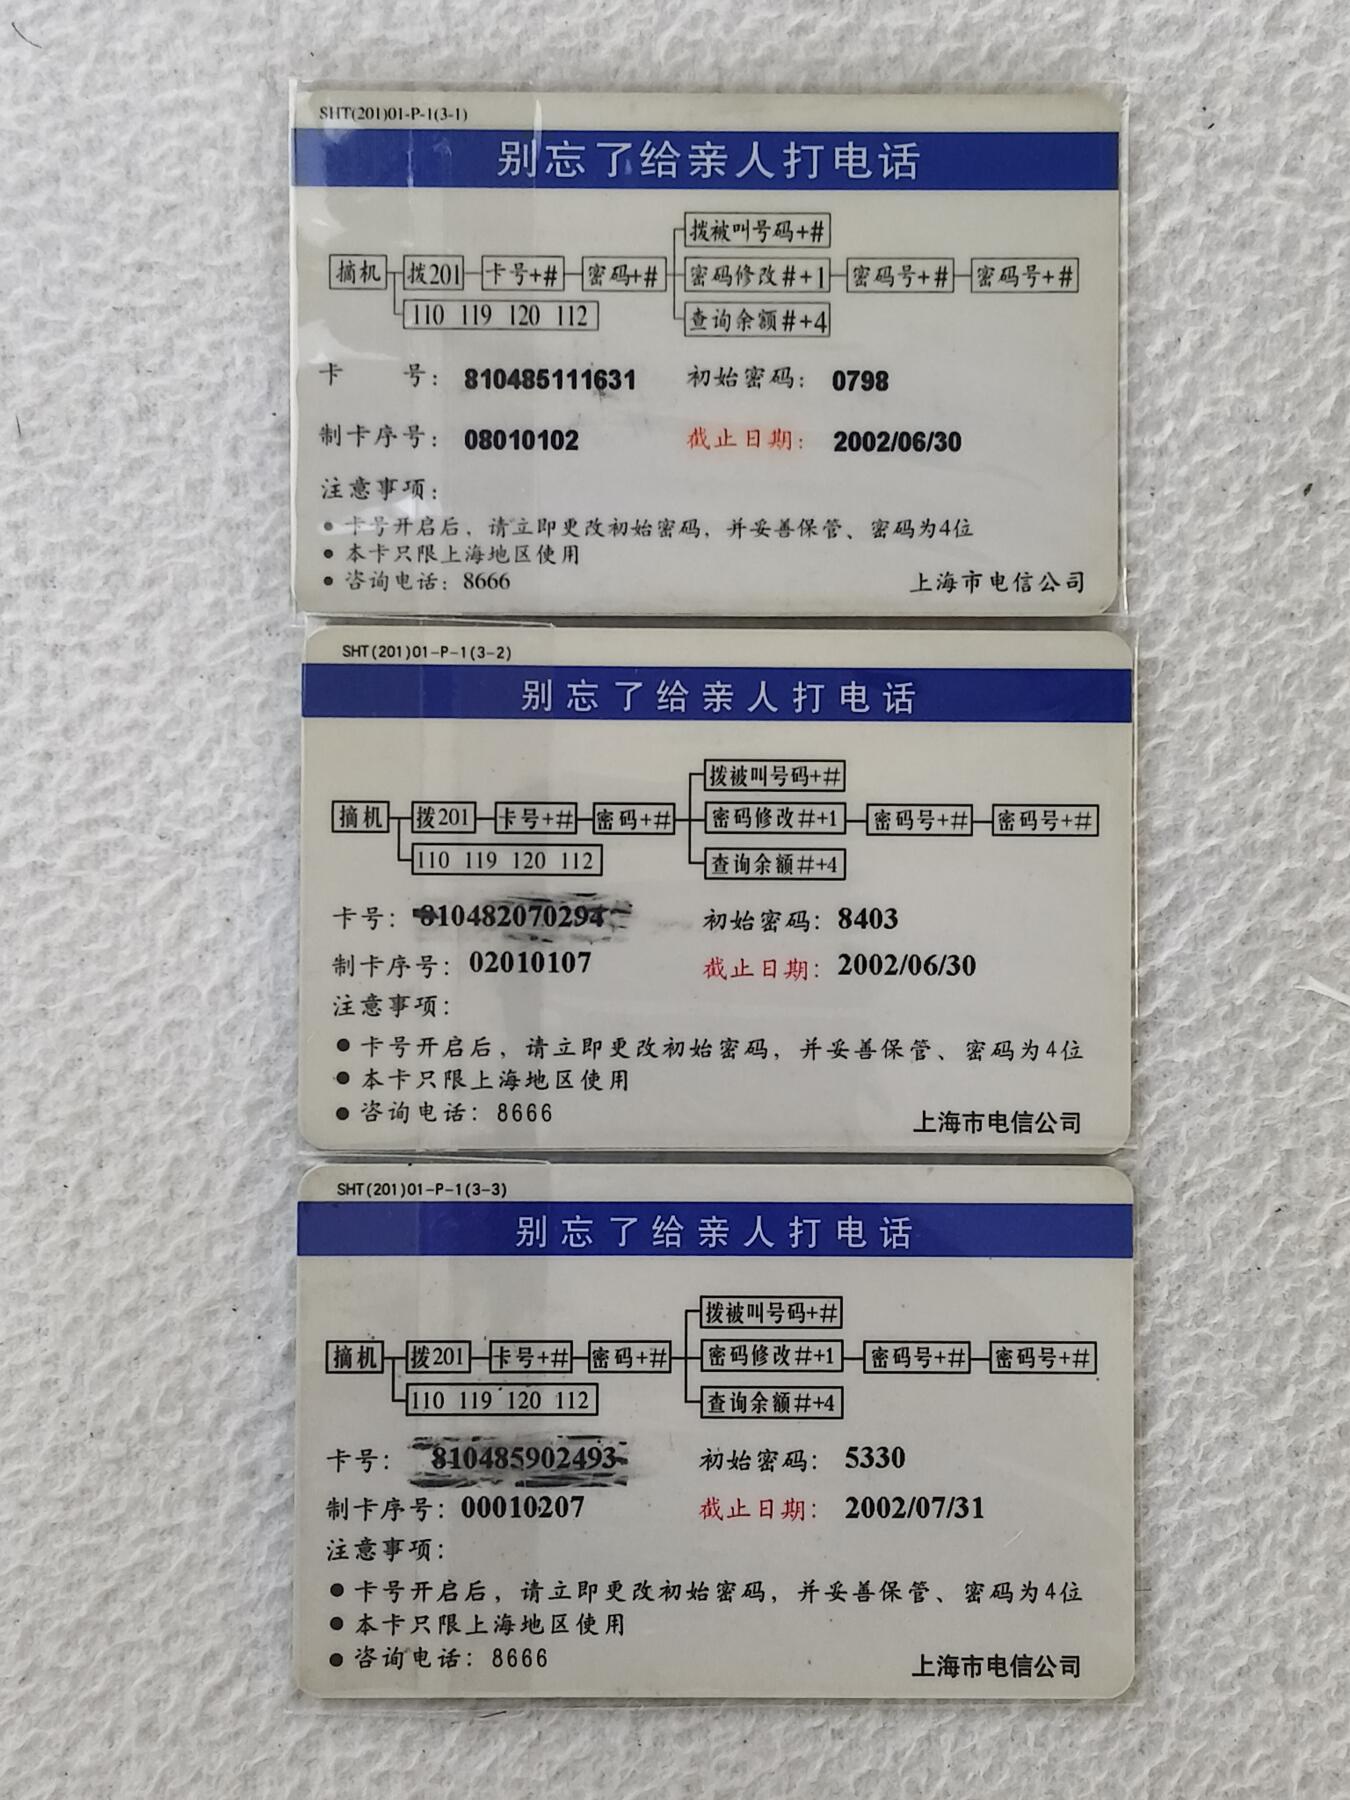 SHT(201)01-P-1(3-1)
别忘了给亲人打电话
拨被叫号码+#
摘机 拨201 卡号+# 密码+# 密码修改#+1 密码号+# 密码号+#
110 119 120 112 查询余额#+4
卡 号: 810485111631 初始密码: 0798
制卡序号: 08010102 截止日期: 2002/06/30
注意事项:
● 卡号开启后，请立即更改初始密码，并妥善保管、密码为4位
● 本卡只限上海地区使用
● 咨询电话: 8666 上海市电信公司
SHT(201)01-P-1(3-2)
别忘了给亲人打电话
拨被叫号码+#
摘机 拨201 卡号+# 密码+# 密码修改#+1 密码号+# 密码号+#
110 119 120 112 查询余额#+4
卡号: 810482070294 初始密码: 8403
制卡序号: 02010107 截止日期: 2002/06/30
注意事项:
● 卡号开启后，请立即更改初始密码，并妥善保管、密码为4位
● 本卡只限上海地区使用
● 咨询电话: 8666 上海市电信公司
SHT(201)01-P-1(3-3)
别忘了给亲人打电话
拨被叫号码+#
摘机 拨201 卡号+# 密码+# 密码修改#+1 密码号+# 密码号+#
110 119 120 112 查询余额#+4
卡号: 810485902493 初始密码: 5330
制卡序号: 00010207 截止日期: 2002/07/31
注意事项:
● 卡号开启后，请立即更改初始密码，并妥善保管、密码为4位
● 本卡只限上海地区使用
● 咨询电话: 8666 上海市电信公司